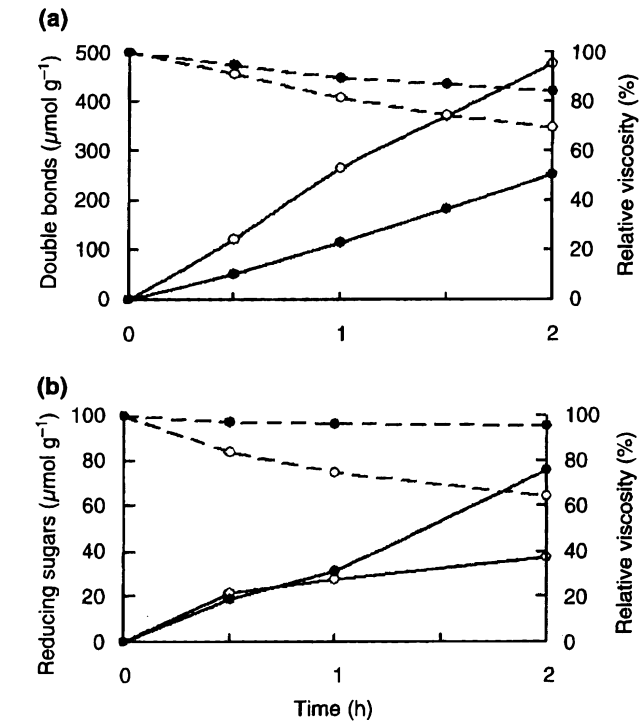 (a)
Double bonds (µmol g⁻¹)
500
400
300
200
100
0
Relative viscosity (%)
100
80
60
40
20
0
0 1 2
(b)
Reducing sugars (µmol g⁻¹)
100
80
60
40
20
0
Relative viscosity (%)
100
80
60
40
20
0
0 1 2
Time (h)